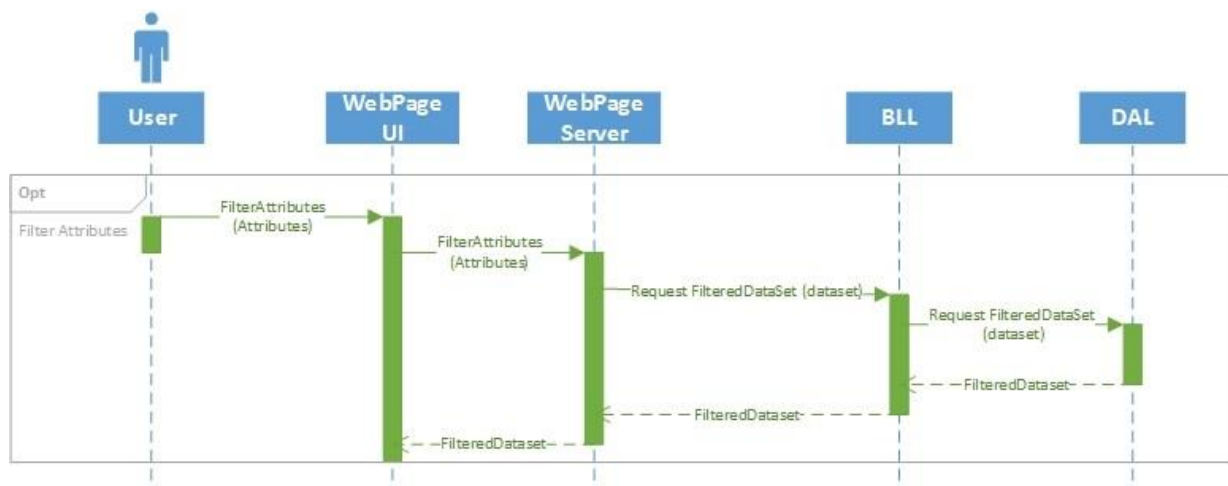 User
WebPage
UI
WebPage
Server
BLL
DAL
Opt
Filter Attributes
FilterAttributes
(Attributes)
FilterAttributes
(Attributes)
Request FilteredDataSet (dataset)
Request FilteredDataSet
(dataset)
FilteredDataset
FilteredDataset
FilteredDataset